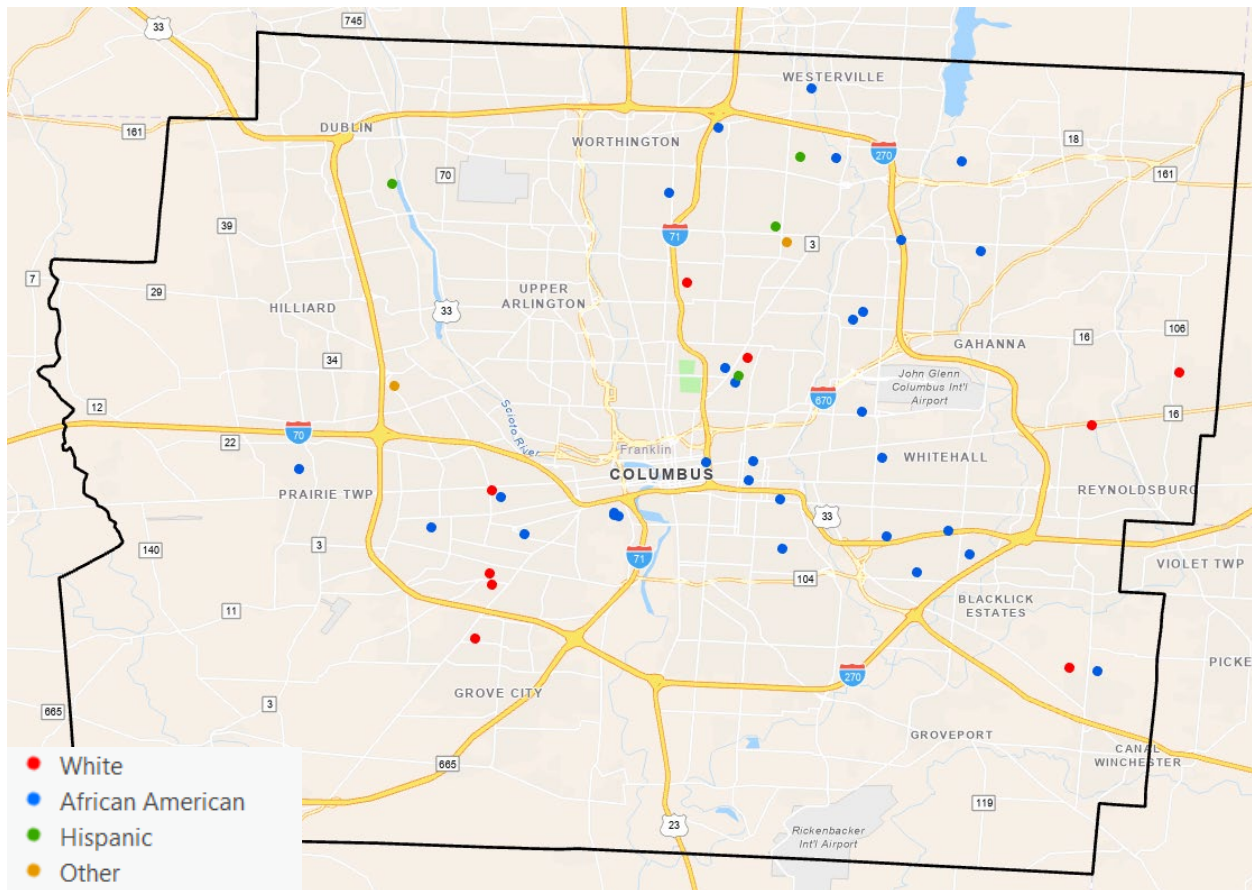 745
33
WESTERVILLE
161
DUBLIN
WORTHINGTON
270
18
70
161
39
71
3
7
29
UPPER
ARLINGTON
HILLIARD
33
106
16
GAHANNA
34
John Glenn
Columbus Int'l
Airport
670
12
Scioto River
16
70
22
Franklin
WHITEHALL
COLUMBUS
PRAIRIE TWP
REYNOLDSBURG
33
3
140
71
104
VIOLET TWP
BLACKLICK
ESTATES
11
PICKE
270
GROVE CITY
3
665
GROVEPORT
CANAL
WINCHESTER
665
119
23
Rickenbacker
Int'l Airport
White
African American
Hispanic
Other